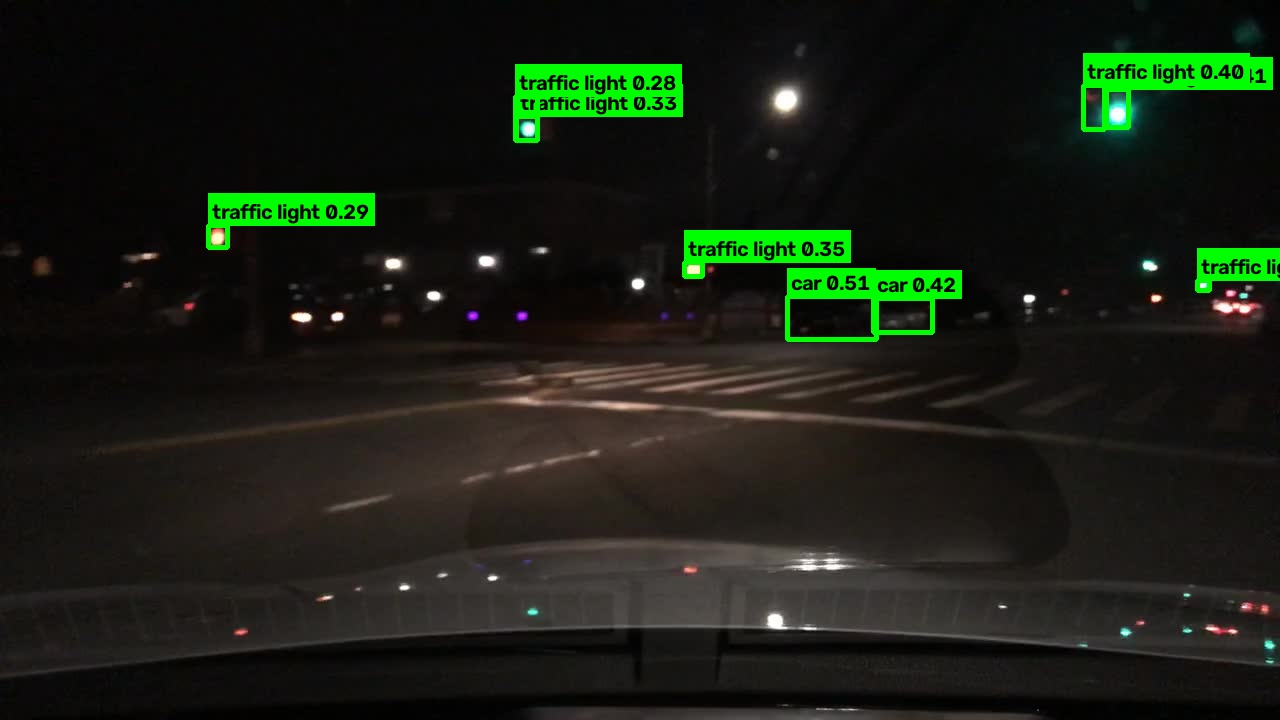 traffic light 0.28
traffic light 0.33
traffic light 0.40
traffic light 0.29
traffic light 0.35
traffic
car 0.51
car 0.42